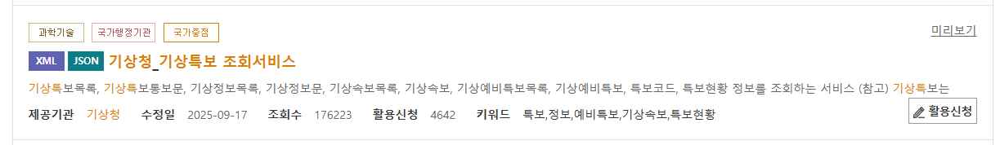 과학기술 국가행정기관 국가중점 미리보기
XML JSON 기상청_기상특보 조회서비스
기상특보목록, 기상특보통보문, 기상정보목록, 기상정보문, 기상속보목록, 기상속보, 기상예비특보목록, 기상예비특보, 특보코드, 특보현황 정보를 조회하는 서비스 (참고) 기상특보는
제공기관 기상청 수정일 2025-09-17 조회수 176223 활용신청 4642 키워드 특보,정보,예비특보,기상속보,특보현황 활용신청